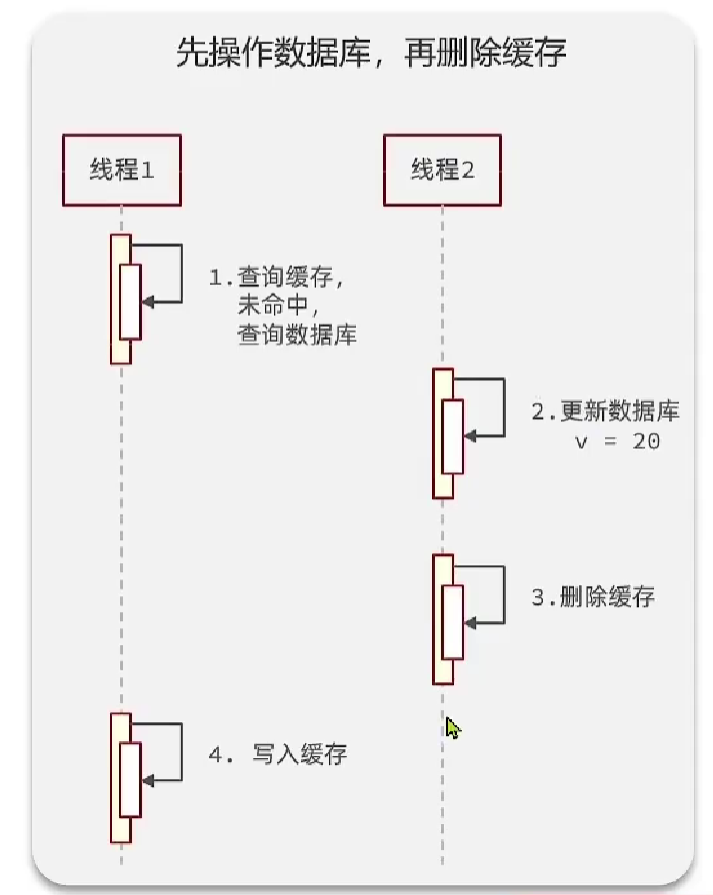 先操作数据库，再删除缓存
线程1
线程2
1.查询缓存，
未命中，
查询数据库
2.更新数据库
v = 20
3.删除缓存
4. 写入缓存